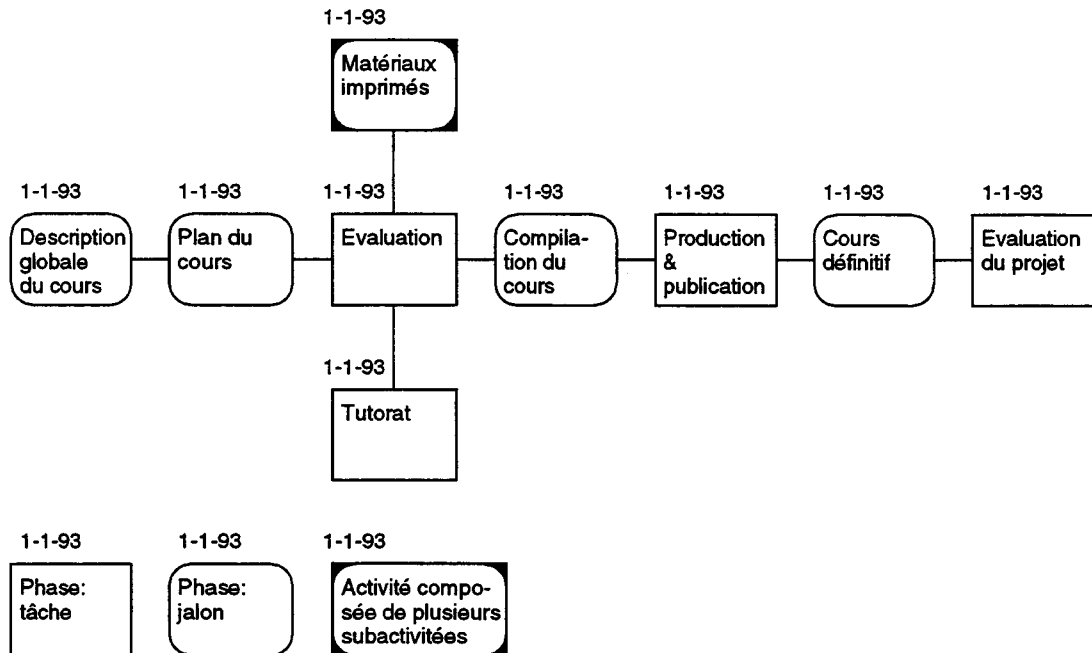 1-1-93
Matériaux
imprimés
1-1-93
Description
globale
du cours
1-1-93
Plan du
cours
1-1-93
Evaluation
1-1-93
Compila-
tion du
cours
1-1-93
Production
&
publication
1-1-93
Cours
définitif
1-1-93
Evaluation
du projet
1-1-93
Tutorat
1-1-93
Phase:
tâche
1-1-93
Phase:
jalon
1-1-93
Activité compo-
sée de plusieurs
subactivitées